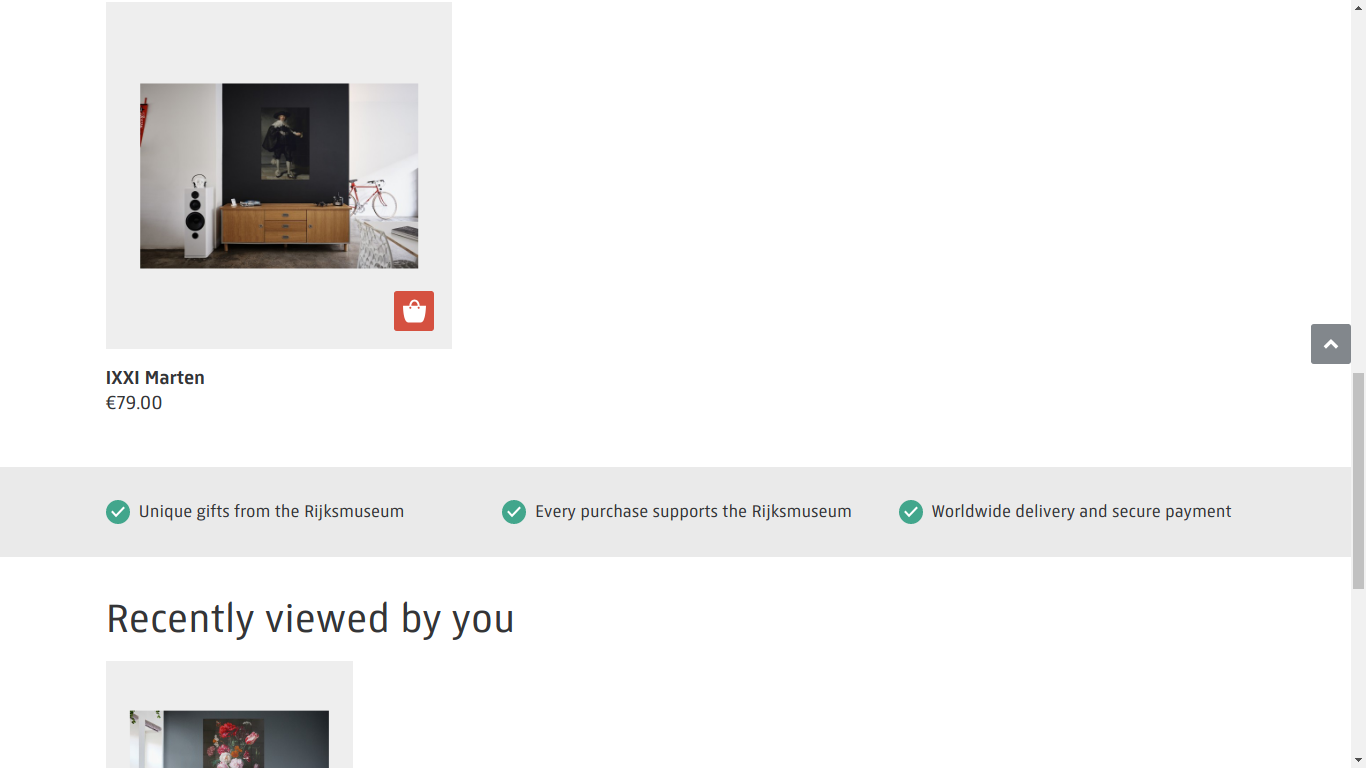 IXXI Marten
€79.00
Unique gifts from the Rijksmuseum
Every purchase supports the Rijksmuseum
Worldwide delivery and secure payment
Recently viewed by you